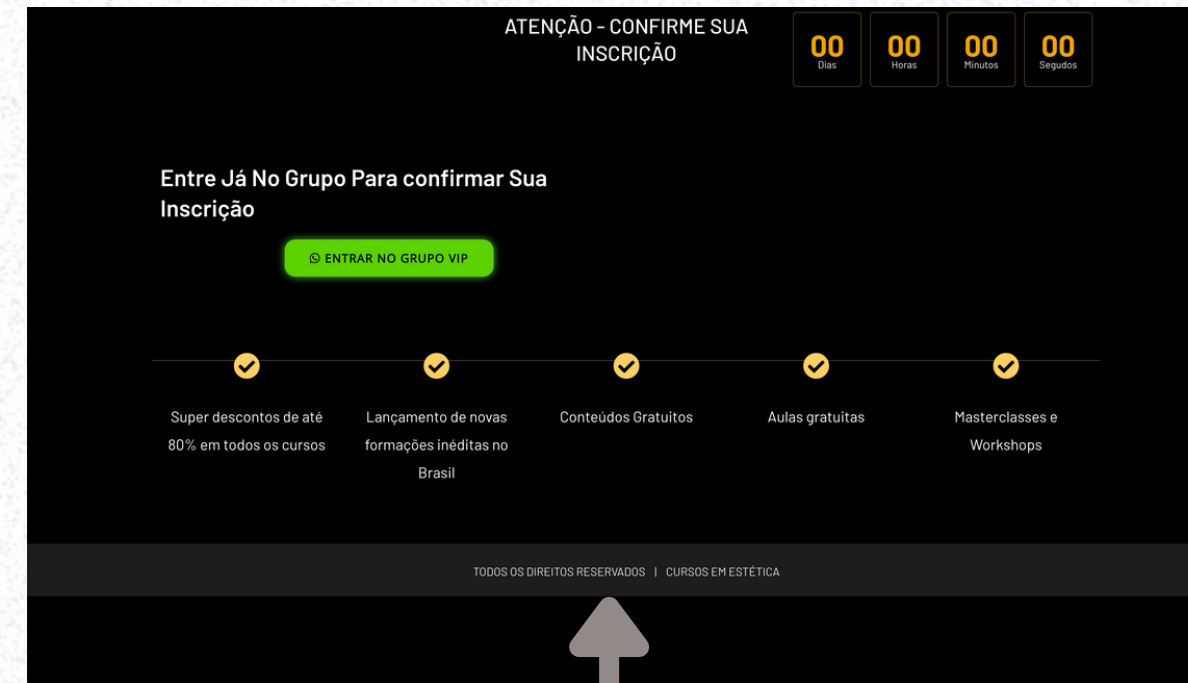 ATENÇÃO - CONFIRME SUA
INSCRIÇÃO
00 00 00 00
Dias Horas Minutos Segudos
Entre Já No Grupo Para confirmar Sua
Inscrição
ENTRAR NO GRUPO VIP
Super descontos de até
80% em todos os cursos
Lançamento de novas
formações inéditas no
Brasil
Conteúdos Gratuitos
Aulas gratuitas
Masterclasses e
Workshops
TODOS OS DIREITOS RESERVADOS | CURSOS EM ESTÉTICA